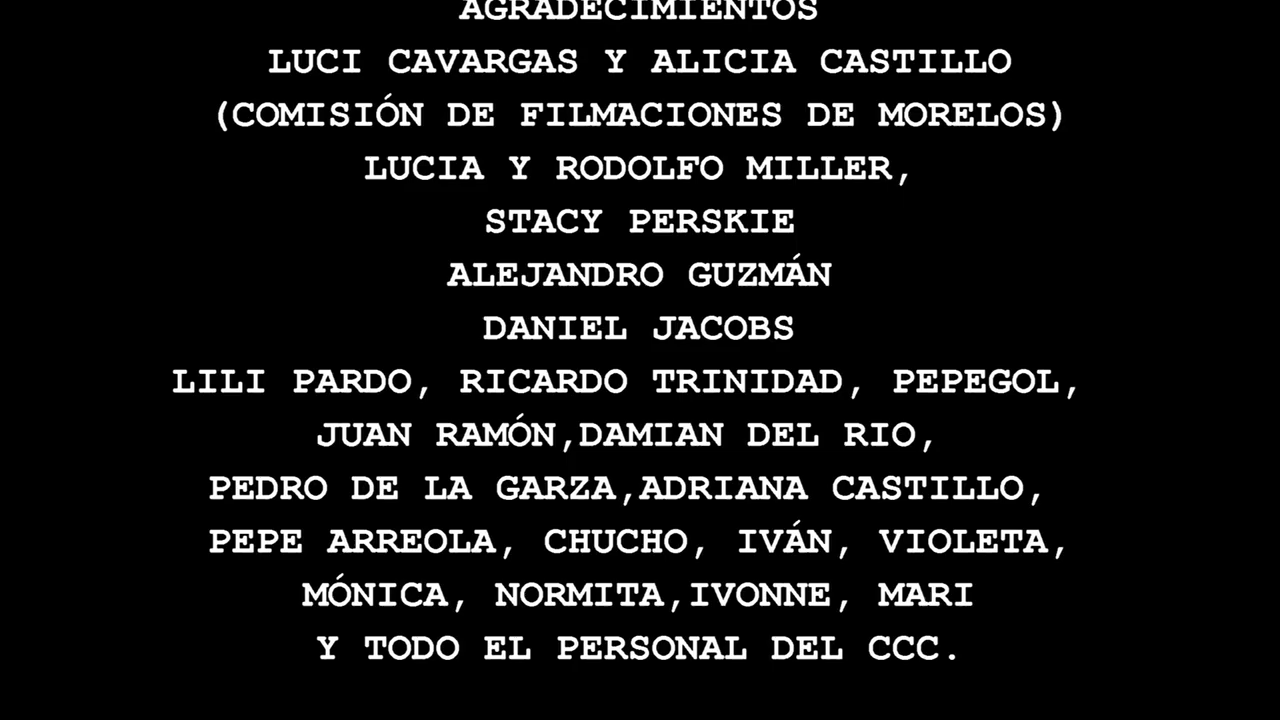 AGRADECIMIENTOS
LUCI CAVARGAS Y ALICIA CASTILLO
(COMISIÓN DE FILMACIONES DE MORELOS)
LUCIA Y RODOLFO MILLER,
STACY PERSKIE
ALEJANDRO GUZMÁN
DANIEL JACOBS
LILI PARDO, RICARDO TRINIDAD, PEPEGOL,
JUAN RAMÓN,DAMIAN DEL RIO,
PEDRO DE LA GARZA,ADRIANA CASTILLO,
PEPE ARREOLA, CHUCHO, IVÁN, VIOLETA,
MÓNICA, NORMITA,IVONNE, MARI
Y TODO EL PERSONAL DEL CCC.